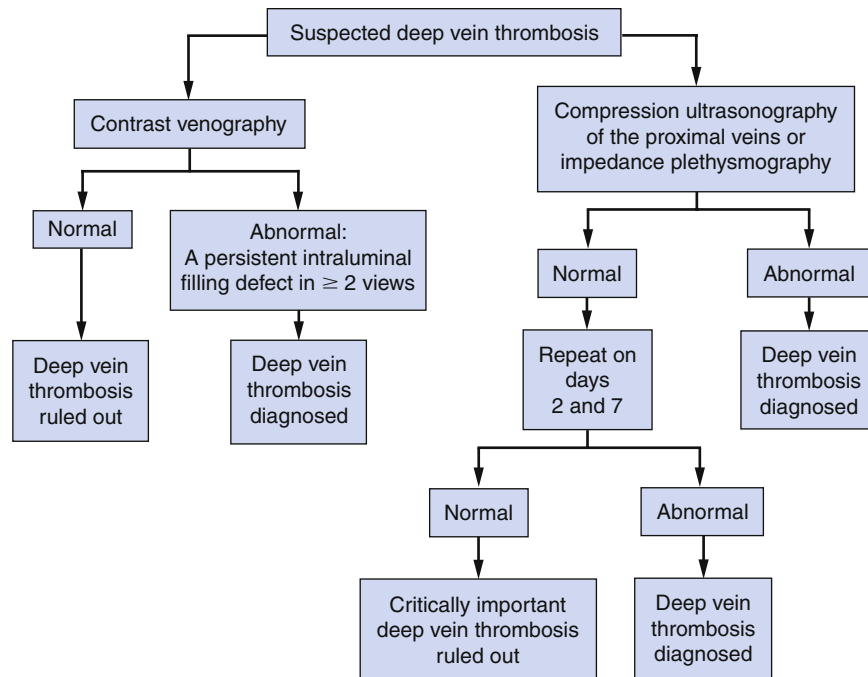 Suspected deep vein thrombosis
Contrast venography
Compression ultrasonography
of the proximal veins or
impedance plethysmography
Normal
Abnormal:
A persistent intraluminal
filling defect in ≥ 2 views
Normal
Abnormal
Deep vein
thrombosis
ruled out
Deep vein
thrombosis
diagnosed
Repeat on
days
2 and 7
Deep vein
thrombosis
diagnosed
Normal
Abnormal
Critically important
deep vein thrombosis
ruled out
Deep vein
thrombosis
diagnosed